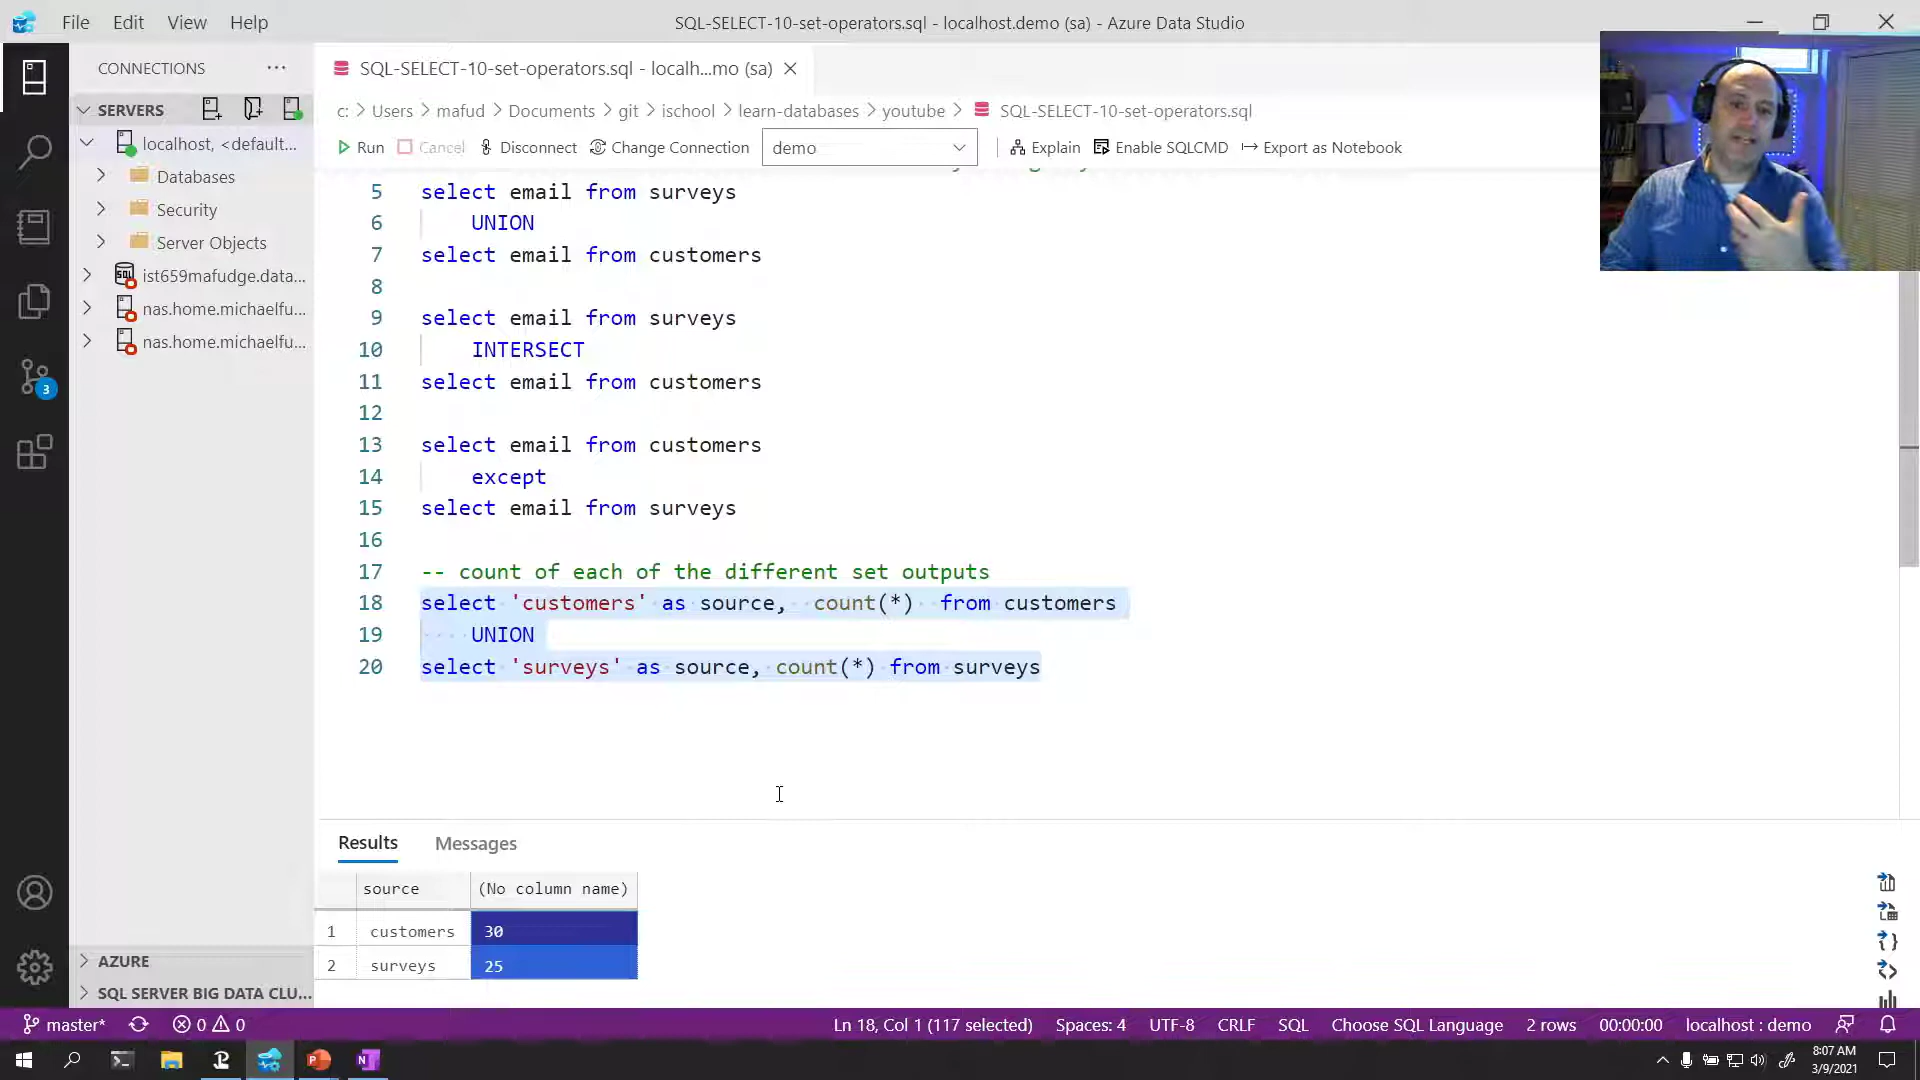 File Edit View Help
SQL-SELECT-10-set-operators.sql - localhost.demo (sa) - Azure Data Studio
CONNECTIONS
SERVERS
localhost, <default...
Databases
Security
Server Objects
ist659mafudge.data...
nas.home.michaelfu...
nas.home.michaelfu...
AZURE
SQL SERVER BIG DATA CLU...
3
SQL-SELECT-10-set-operators.sql - localh...mo (sa)
c: > Users > mafud > Documents > git > ischool > learn-databases > youtube > SQL-SELECT-10-set-operators.sql
Run Cancel Disconnect Change Connection demo Explain Enable SQLCMD Export as Notebook
5 select email from surveys
6 UNION
7 select email from customers
8
9 select email from surveys
10 INTERSECT
11 select email from customers
12
13 select email from customers
14 except
15 select email from surveys
16
17 -- count of each of the different set outputs
18 select 'customers' as source, count(*) from customers
19 UNION
20 select 'surveys' as source, count(*) from surveys
Results Messages
source (No column name)
1 customers 30
2 surveys 25
master* 0 0 Ln 18, Col 1 (117 selected) Spaces: 4 UTF-8 CRLF SQL Choose SQL Language 2 rows 00:00:00 localhost : demo
8:07 AM
3/9/2021